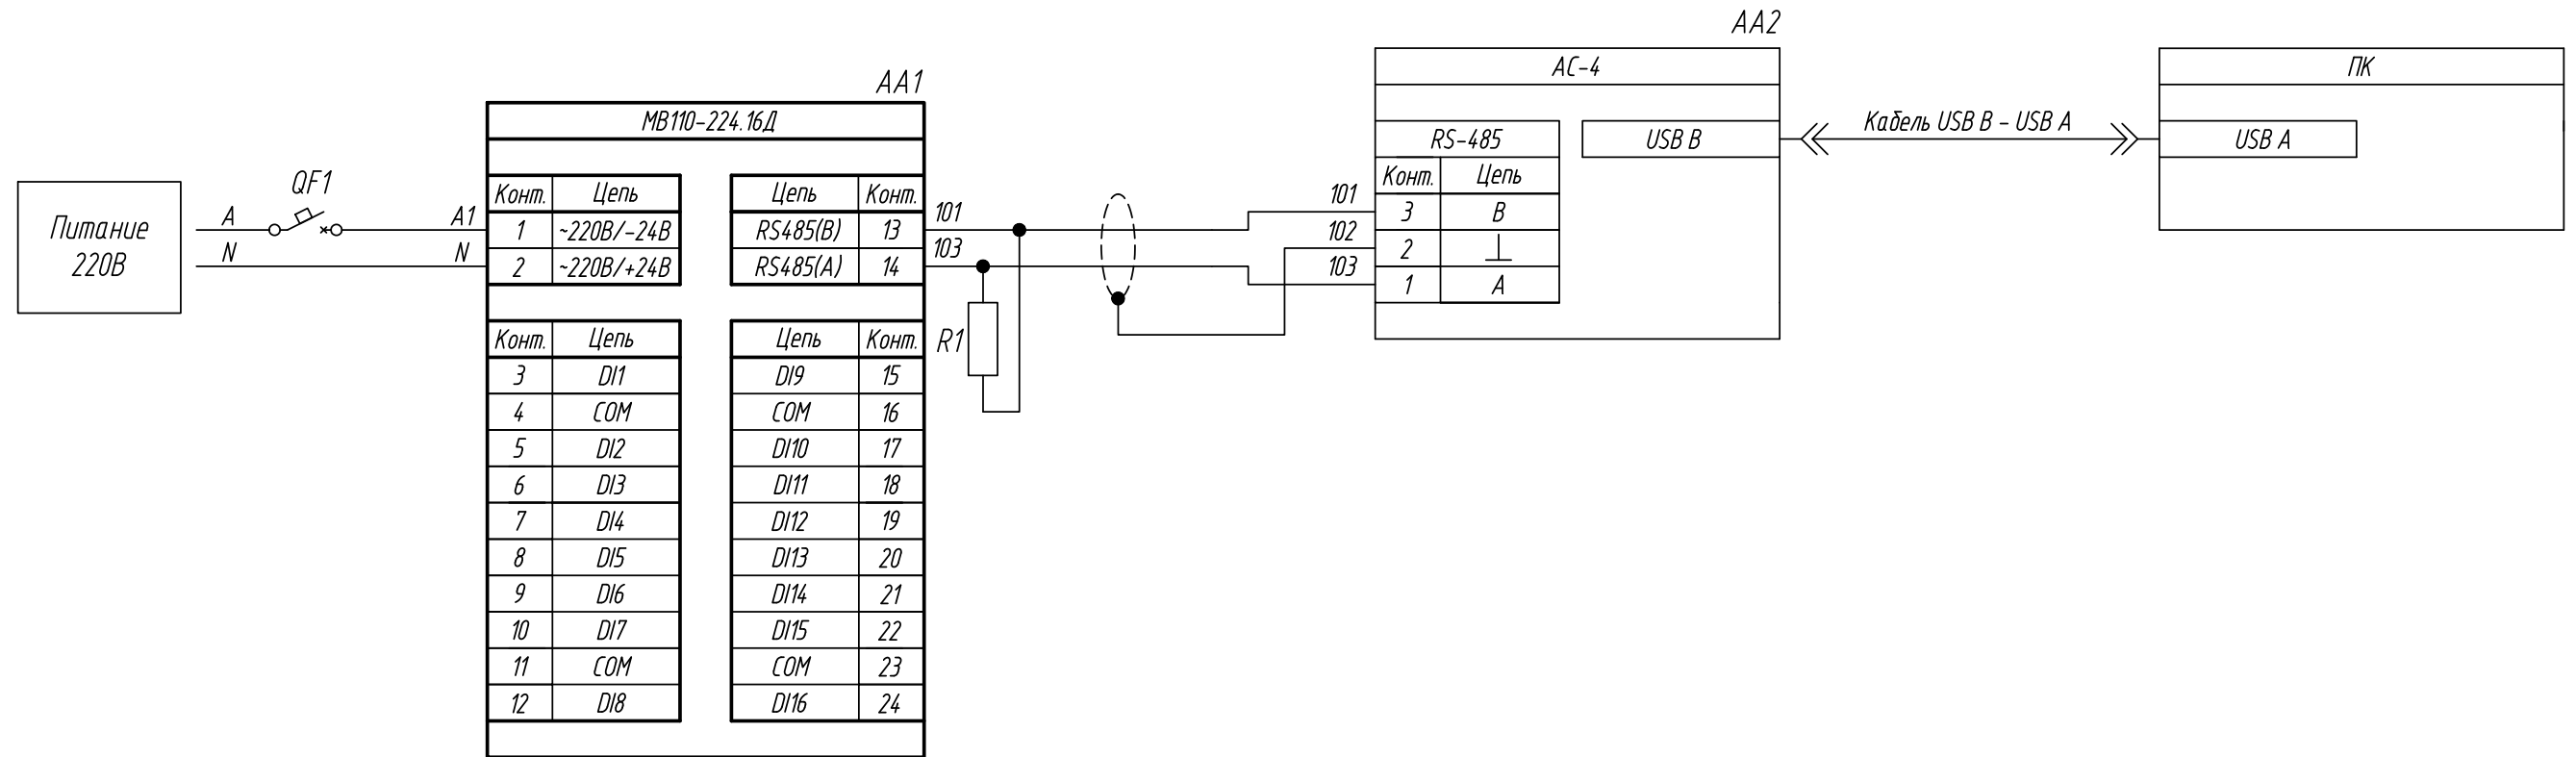 Питание
220В
A
N
QF1
A1
N
AA1
МВ110-224.16Д
Конт. Цепь
1 ~220В/-24В
2 ~220В/+24В
Цепь Конт.
RS485(B) 13
RS485(A) 14
Конт. Цепь
3 DI1
4 COM
5 DI2
6 DI3
7 DI4
8 DI5
9 DI6
10 DI7
11 COM
12 DI8
Цепь Конт.
DI9 15
COM 16
DI10 17
DI11 18
DI12 19
DI13 20
DI14 21
DI15 22
COM 23
DI16 24
101
103
R1
101
102
103
AA2
АС-4
RS-485
Конт. Цепь
3 B
2
1 A
USB B
Кабель USB B - USB A
ПК
USB A